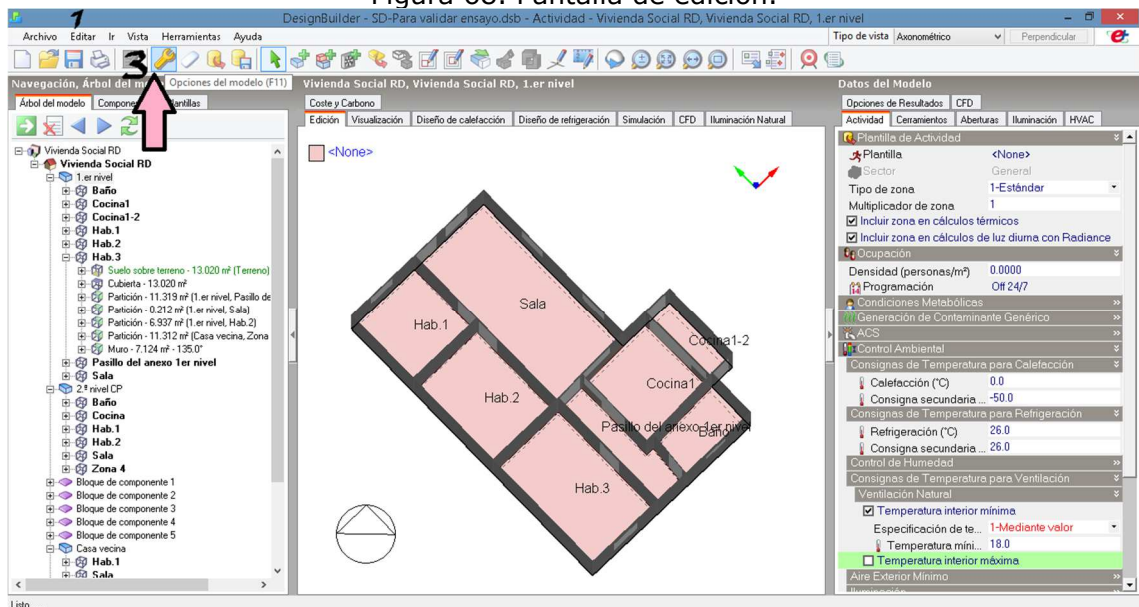 Figura 68. Pantalla de edición.
1
DesignBuilder - SD-Para validar ensayo.dsb - Actividad - Vivienda Social RD, Vivienda Social RD, 1.er nivel
Archivo Editar Ir Vista Herramientas Ayuda
Tipo de vista Axonométrico Perpendicular
3
Navegación, Árbol del
Opciones del modelo (F11)
Vivienda Social RD, Vivienda Social RD, 1.er nivel
Datos del Modelo
Árbol del modelo
Coste y Carbono
Opciones de Resultados CFD
Edición Visualización Diseño de calefacción Diseño de refrigeración Simulación CFD Iluminación Natural
Actividad Cerramientos Aberturas Iluminación HVAC
Vivienda Social RD
Vivienda Social RD
1.er nivel
Baño
Cocina1
Cocina1-2
Hab.1
Hab.2
Hab.3
Suelo sobre terreno - 13.020 m² (Terreno)
Cubierta - 13.020 m²
Partición - 11.319 m² (1.er nivel, Pasillo de
Partición - 0.212 m² (1.er nivel, Sala)
Partición - 6.937 m² (1.er nivel, Hab.2)
Partición - 11.312 m² (Casa vecina, Zona
Muro - 7.124 m² - 135.0°
Pasillo del anexo 1er nivel
Sala
2.º nivel CP
Baño
Cocina
Hab.1
Hab.2
Sala
Zona 4
Bloque de componente 1
Bloque de componente 2
Bloque de componente 3
Bloque de componente 4
Bloque de componente 5
Casa vecina
Hab.1
Sala
Listo
<None>
Sala
Hab.1
Cocina1-2
Cocina1
Hab.2
Pasillo del anexo 1er nivel
Baño
Hab.3
Plantilla de Actividad
Plantilla <None>
Sector General
Tipo de zona 1-Estándar
Multiplicador de zona 1
Incluir zona en cálculos térmicos
Incluir zona en cálculos de luz diurna con Radiance
Ocupación
Densidad (personas/m²) 0.0000
Programación Off 24/7
Condiciones Metabólicas
Generación de Contaminante Genérico
ACS
Control Ambiental
Consignas de Temperatura para Calefacción
Calefacción (°C) 0.0
Consigna secundaria ... -50.0
Consignas de Temperatura para Refrigeración
Refrigeración (°C) 26.0
Consigna secundaria ... 26.0
Control de Humedad
Consignas de Temperatura para Ventilación
Ventilación Natural
Temperatura interior mínima
Especificación de te... 1-Mediante valor
Temperatura míni... 18.0
Temperatura interior máxima
Aire Exterior Mínimo
Iluminación